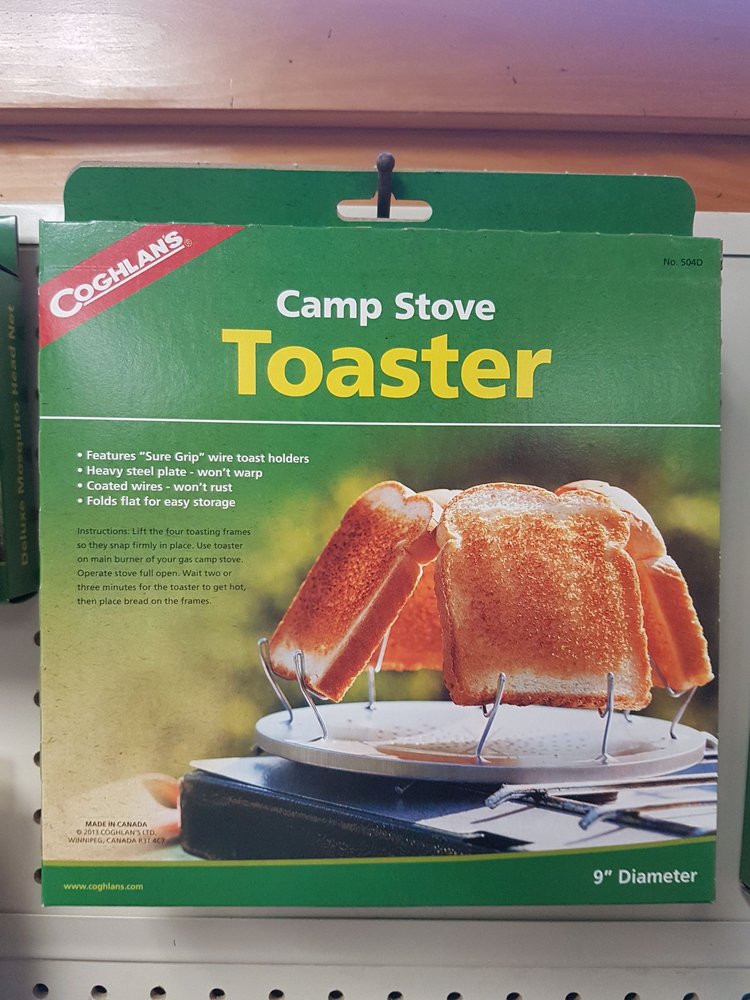 COGHLAN'S®
No. 504D
Camp Stove
Toaster
• Features "Sure Grip" wire toast holders
• Heavy steel plate - won't warp
• Coated wires - won't rust
• Folds flat for easy storage
Instructions: Lift the four toasting frames
so they snap firmly in place. Use toaster
on main burner of your gas camp stove.
Operate stove full open. Wait two or
three minutes for the toaster to get hot,
then place bread on the frames.
MADE IN CANADA
© 2013 COGHLAN'S LTD.
WINNIPEG, CANADA R3T 4C7
www.coghlans.com
9" Diameter
Deluxe Mosquito Head Net